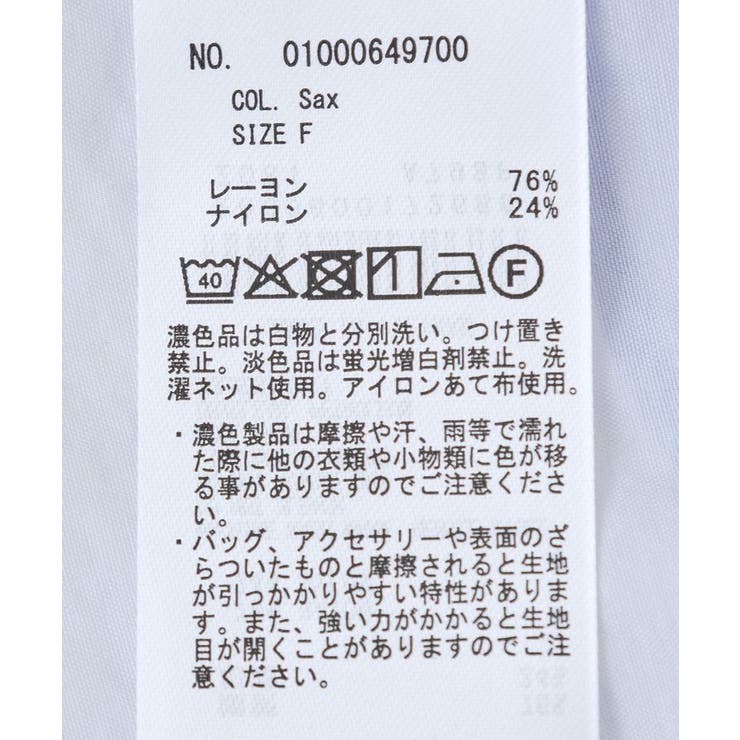 NO. 01000649700
COL. Sax
SIZE F
レーヨン 76%
ナイロン 24%
40 F
濃色品は白物と分別洗い。つけ置き
禁止。淡色品は蛍光増白剤禁止。洗
濯ネット使用。アイロンあて布使用。
・濃色製品は摩擦や汗、雨等で濡れ
た際に他の衣類や小物類に色が移
る事がありますのでご注意くださ
い。
・バッグ、アクセサリーや表面のざ
らついたものと摩擦されると生地
が引っかかりやすい特性がありま
す。また、強い力がかかると生地
目が開くことがありますのでご注
意ください。